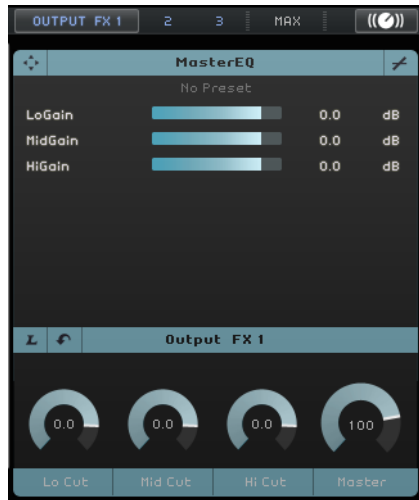 OUTPUT FX 1 2 3 MAX
MasterEQ
No Preset
LoGain 0.0 dB
MidGain 0.0 dB
HiGain 0.0 dB
L Output FX 1
0.0 0.0 0.0 100
Lo Cut Mid Cut Hi Cut Master